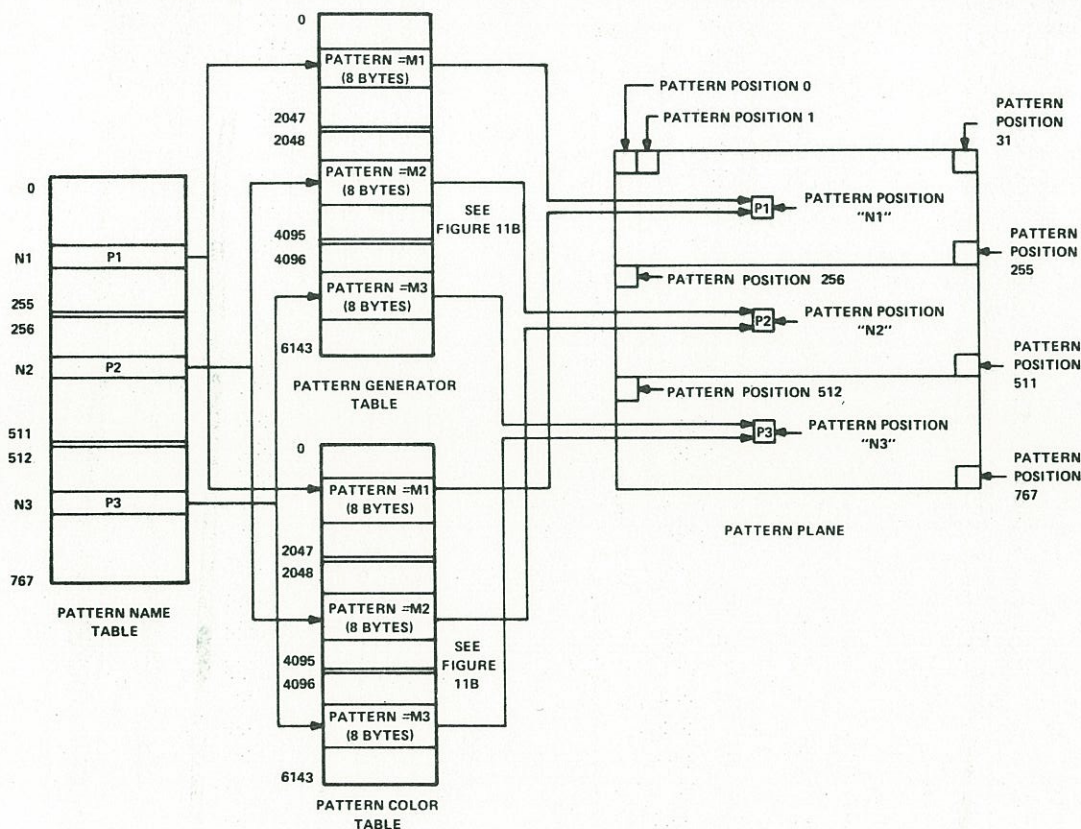 0
N1
255
256
N2
511
512
N3
767
P1
P2
P3
PATTERN NAME
TABLE
0
PATTERN =M1
(8 BYTES)
2047
2048
PATTERN =M2
(8 BYTES)
4095
4096
PATTERN =M3
(8 BYTES)
6143
PATTERN GENERATOR
TABLE
SEE
FIGURE 11B
0
PATTERN =M1
(8 BYTES)
2047
2048
PATTERN =M2
(8 BYTES)
4095
4096
PATTERN =M3
(8 BYTES)
6143
PATTERN COLOR
TABLE
SEE
FIGURE
11B
PATTERN POSITION 0
PATTERN POSITION 1
PATTERN
POSITION
31
P1
PATTERN POSITION
"N1"
PATTERN
POSITION
255
PATTERN POSITION 256
P2
PATTERN POSITION
"N2"
PATTERN
POSITION
511
PATTERN POSITION 512
P3
PATTERN POSITION
"N3"
PATTERN
POSITION
767
PATTERN PLANE